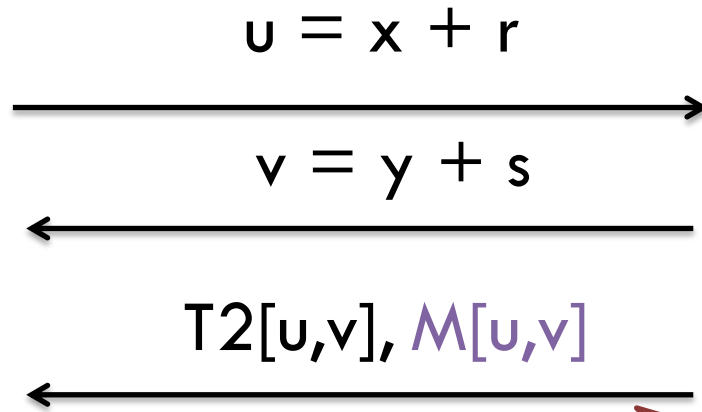 u = x + r
v = y + s
T2[u,v], M[u,v]